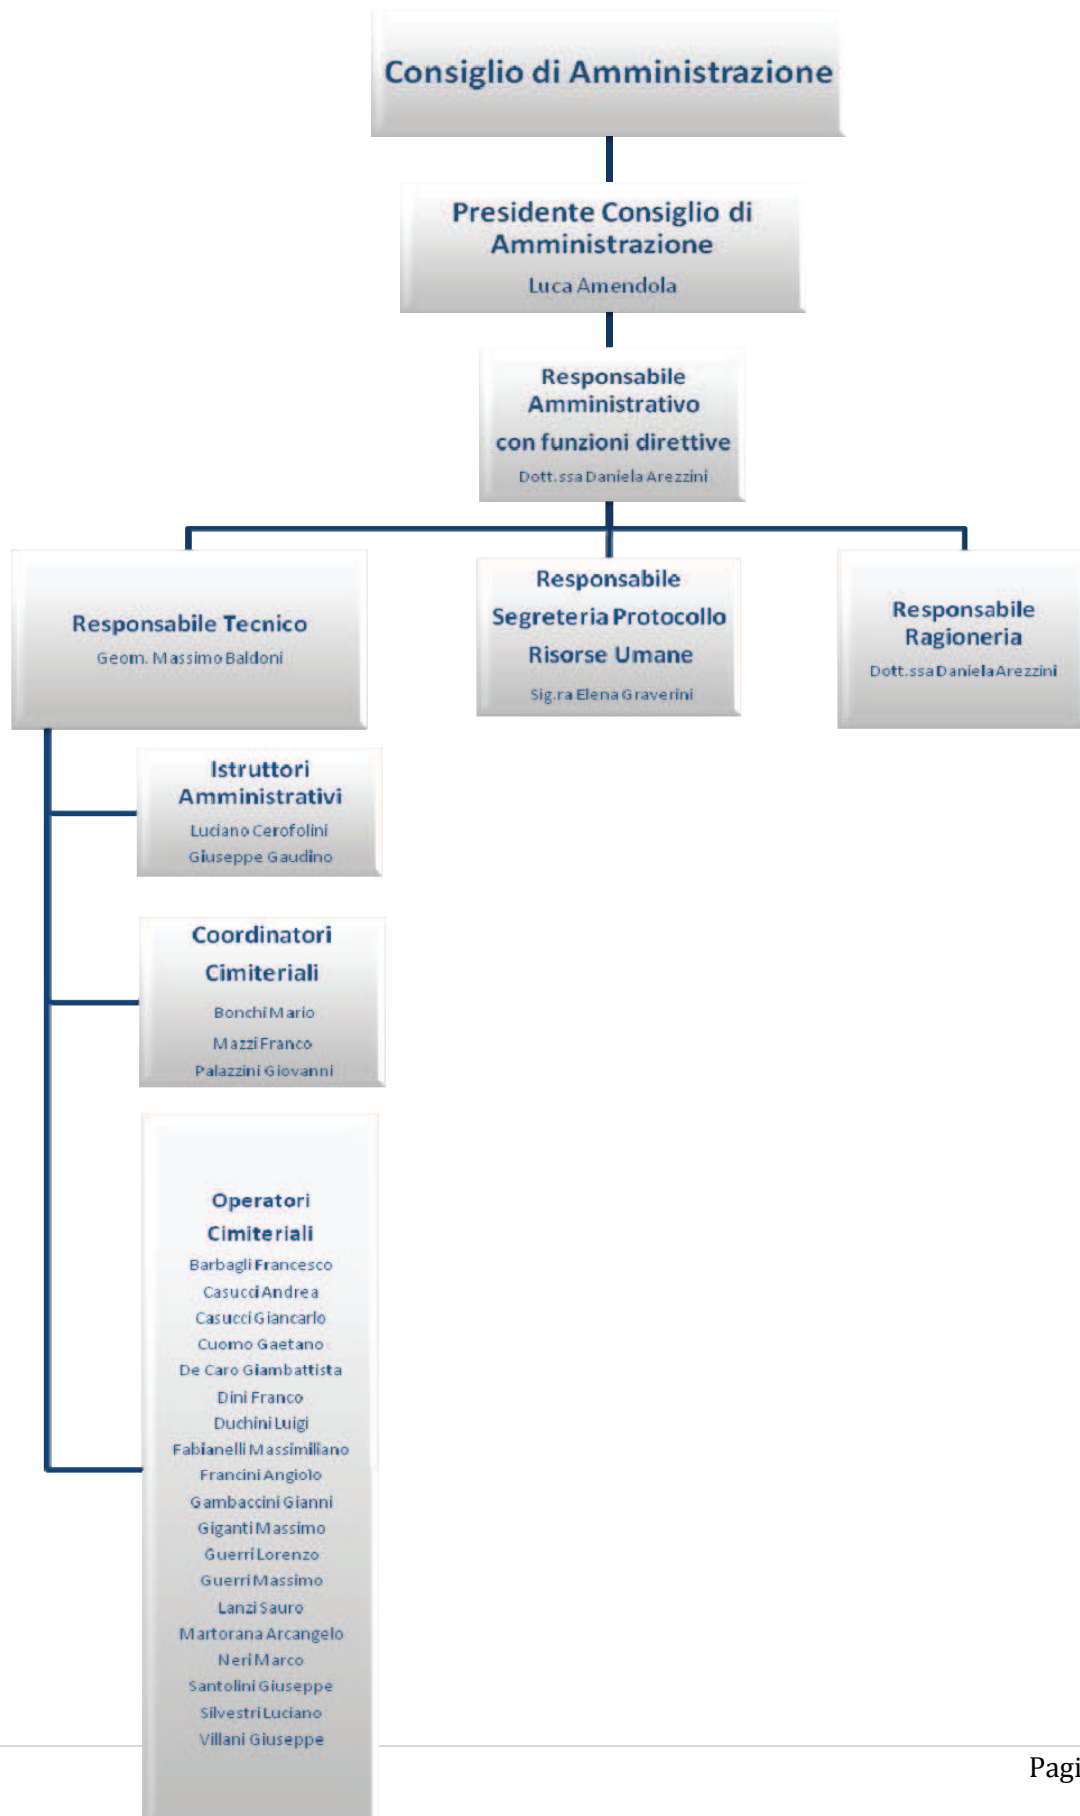 Consiglio di Amministrazione
Presidente Consiglio di
Amministrazione
Luca Amendola
Responsabile
Amministrativo
con funzioni direttive
Dott.ssa Daniela Arezzini
Responsabile Tecnico
Geom. Massimo Baldoni
Responsabile
Segreteria Protocollo
Risorse Umane
Sig.ra Elena Graverini
Responsabile
Ragioneria
Dott.ssa Daniela Arezzini
Istruttori
Amministrativi
Luciano Cerofolini
Giuseppe Gaudino
Coordinatori
Cimiteriali
Bonchi Mario
Mazzi Franco
Palazzini Giovanni
Operatori
Cimiteriali
Barbagli Francesco
Casucci Andrea
Casucci Giancarlo
Cuomo Gaetano
De Caro Giambattista
Dini Franco
Duchini Luigi
Fabianelli Massimiliano
Francini Angiolo
Gambaccini Gianni
Giganti Massimo
Guerri Lorenzo
Guerri Massimo
Lanzi Sauro
Martorana Arcangelo
Neri Marco
Santolini Giuseppe
Silvestri Luciano
Villani Giuseppe
Pagi